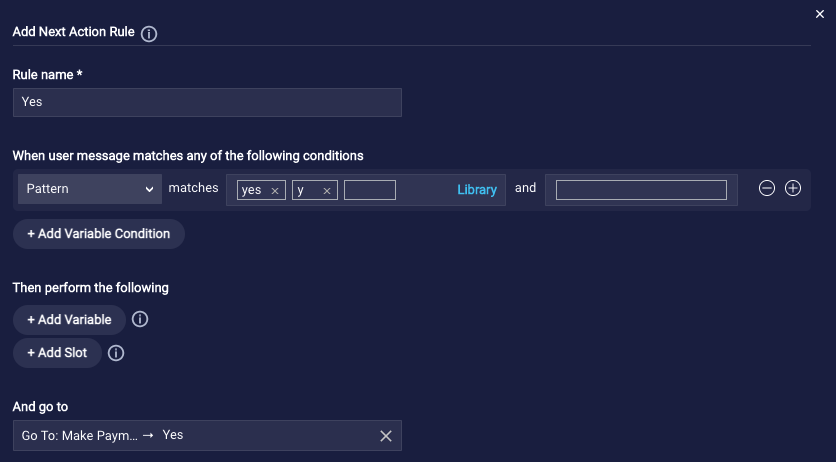 Add Next Action Rule
Rule name *
Yes
When user message matches any of the following conditions
Pattern matches yes y Library and
+ Add Variable Condition
Then perform the following
+ Add Variable
+ Add Slot
And go to
Go To: Make Paym... → Yes